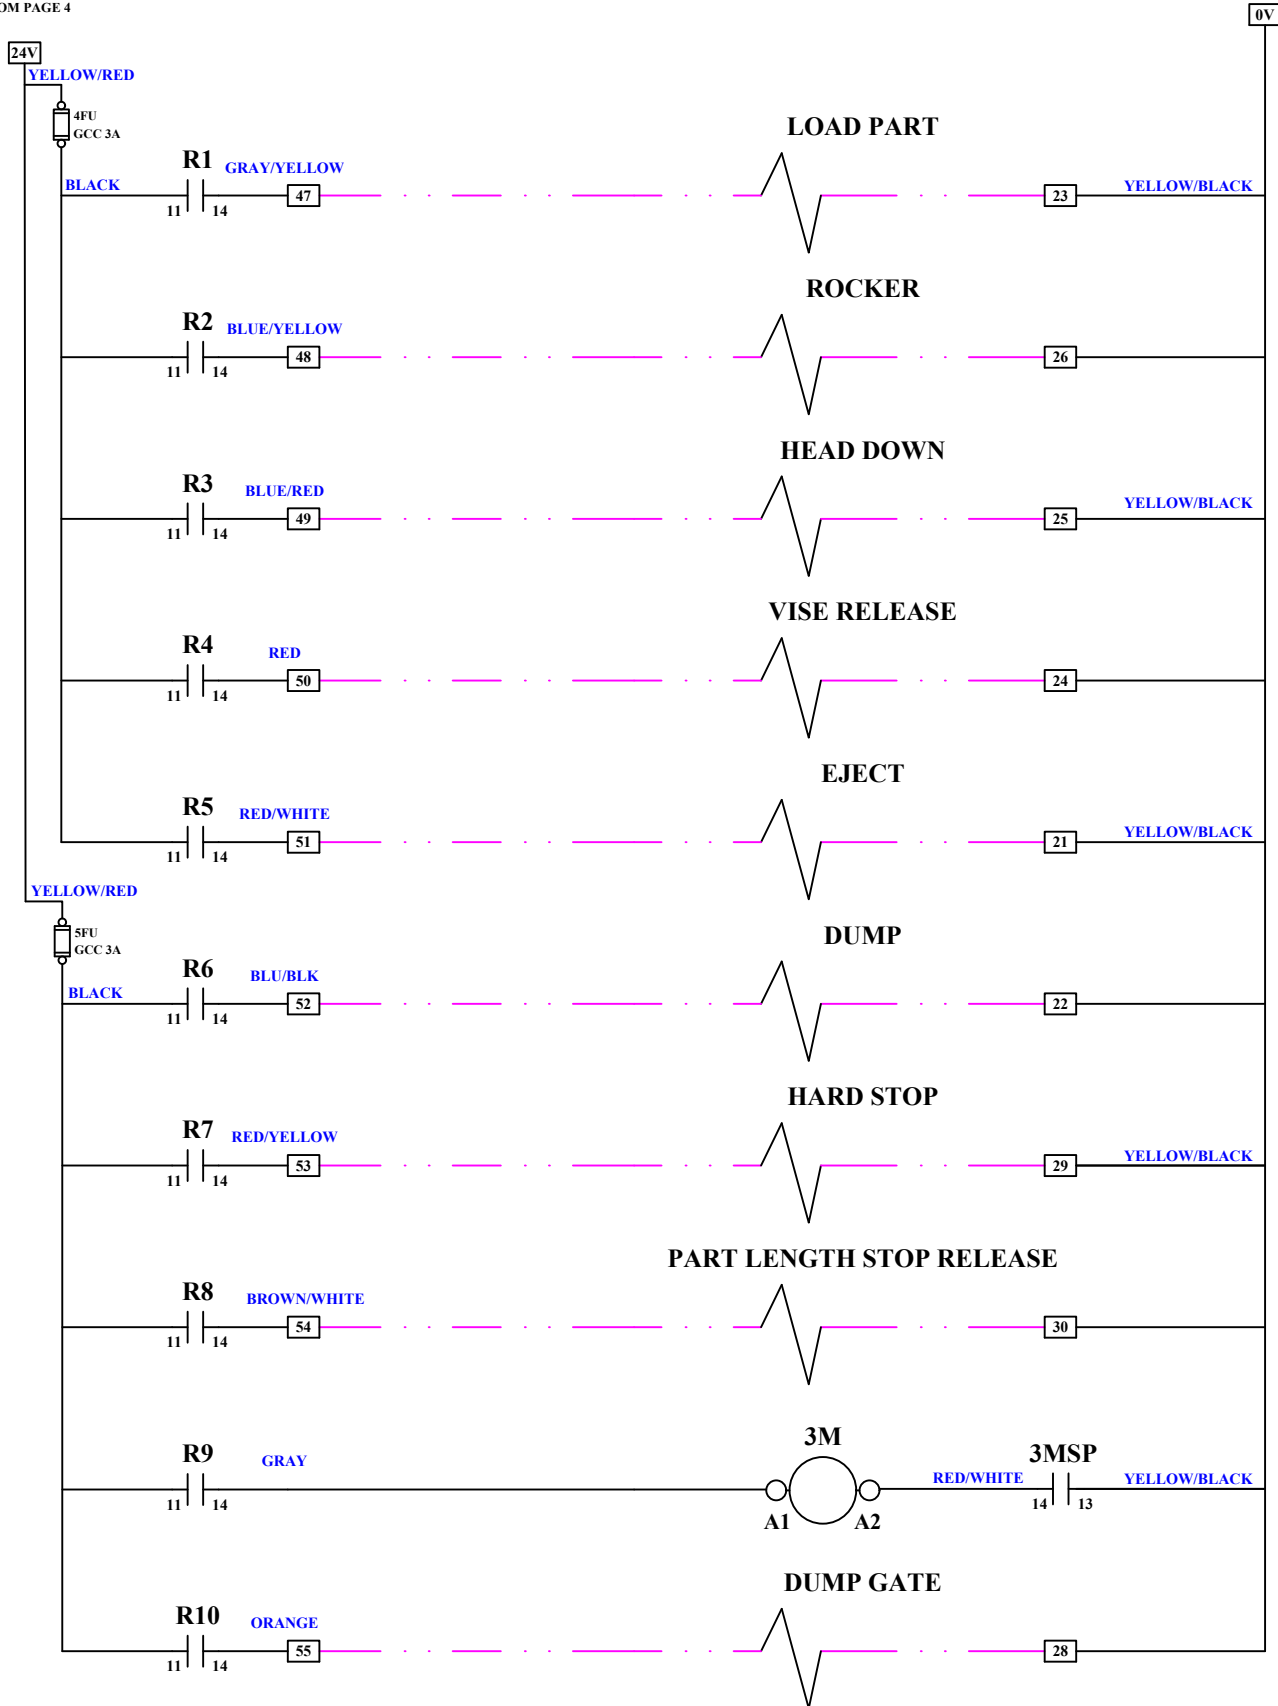 OM PAGE 4
0V
24V
YELLOW/RED
4FU
GCC 3A
LOAD PART
R1 GRAY/YELLOW
BLACK 47 23 YELLOW/BLACK
11 14
ROCKER
R2 BLUE/YELLOW
48 26
11 14
HEAD DOWN
R3 BLUE/RED
49 25 YELLOW/BLACK
11 14
VISE RELEASE
R4 RED
50 24
11 14
EJECT
R5 RED/WHITE
51 21 YELLOW/BLACK
11 14
YELLOW/RED
5FU
GCC 3A
DUMP
R6 BLU/BLK
BLACK 52 22
11 14
HARD STOP
R7 RED/YELLOW
53 29 YELLOW/BLACK
11 14
PART LENGTH STOP RELEASE
R8 BROWN/WHITE
54 30
11 14
R9 GRAY 3M 3MSP
RED/WHITE YELLOW/BLACK
11 14 A1 A2 14 13
DUMP GATE
R10 ORANGE
55 28
11 14